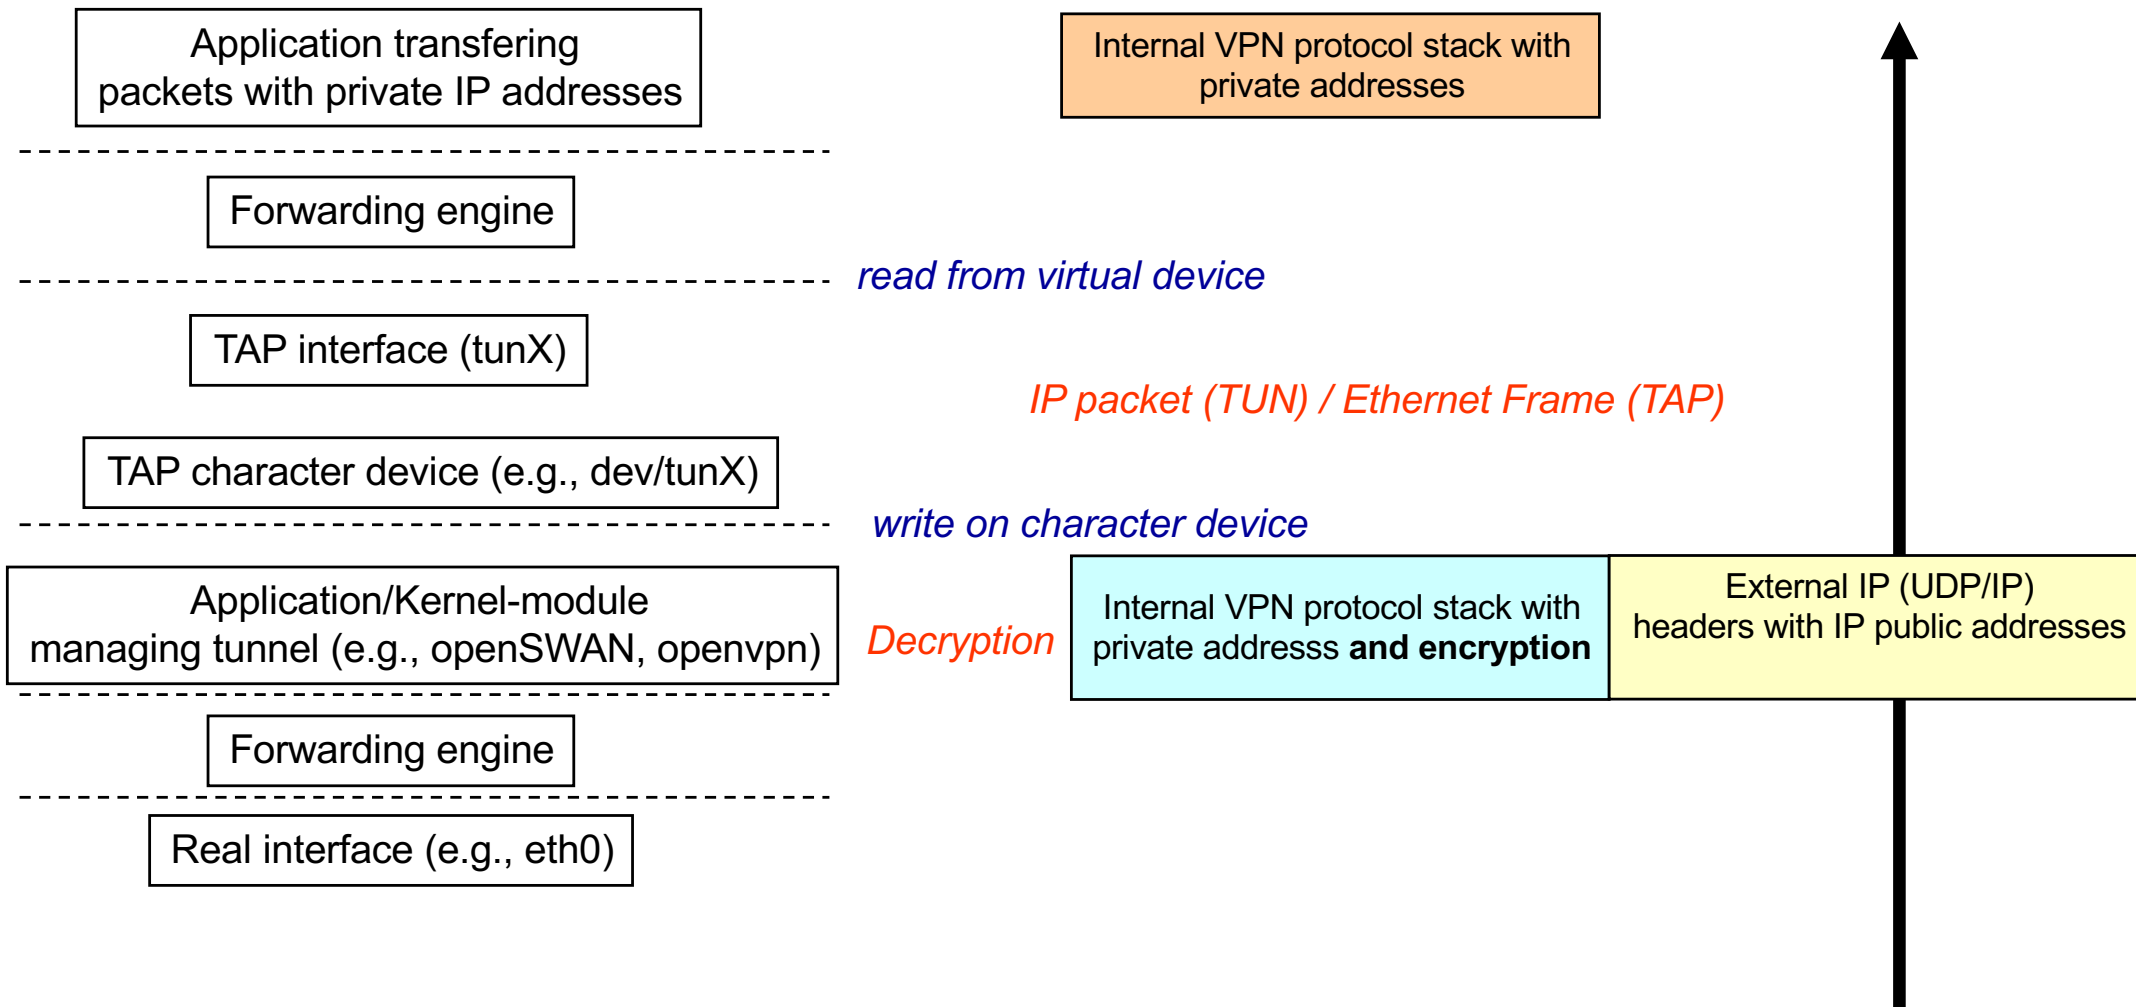 Application transfering
packets with private IP addresses
Internal VPN protocol stack with
private addresses
Forwarding engine
read from virtual device
TAP interface (tunX)
IP packet (TUN) / Ethernet Frame (TAP)
TAP character device (e.g., dev/tunX)
write on character device
Application/Kernel-module
managing tunnel (e.g., openSWAN, openvpn)
Decryption
Internal VPN protocol stack with
private addresss and encryption
External IP (UDP/IP)
headers with IP public addresses
Forwarding engine
Real interface (e.g., eth0)